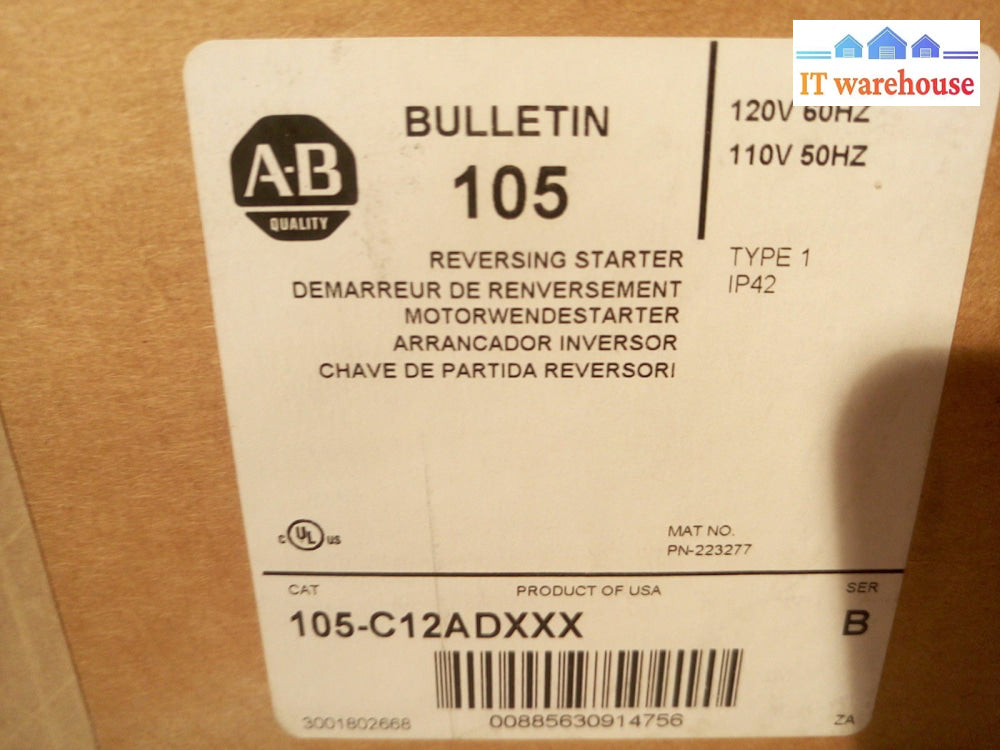 IT warehouse
A-B
QUALITY
BULLETIN
105
120V 60HZ
110V 50HZ
REVERSING STARTER
DEMARREUR DE RENVERSEMENT
MOTORWENDESTARTER
ARRANCADOR INVERSOR
CHAVE DE PARTIDA REVERSORI
TYPE 1
IP42
C UL US
MAT NO.
PN-223277
CAT
PRODUCT OF USA
SER
105-C12ADXXX
B
3001802668
00885630914756
ZA